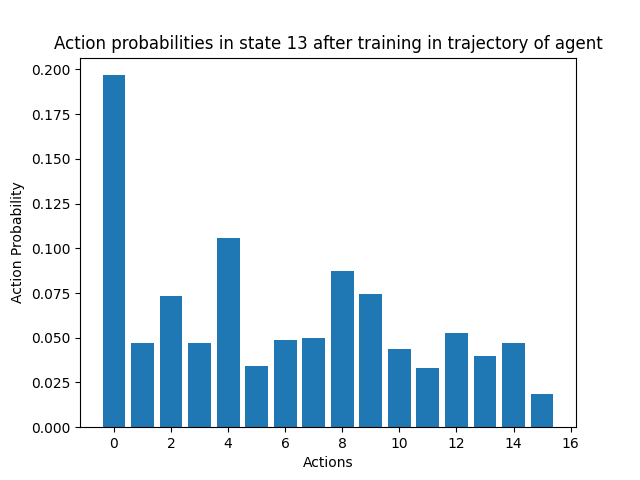 Action probabilities in state 13 after training in trajectory of agent
0.200
0.175
0.150
0.125
0.100
0.075
0.050
0.025
0.000
Action Probability
0 2 4 6 8 10 12 14 16
Actions